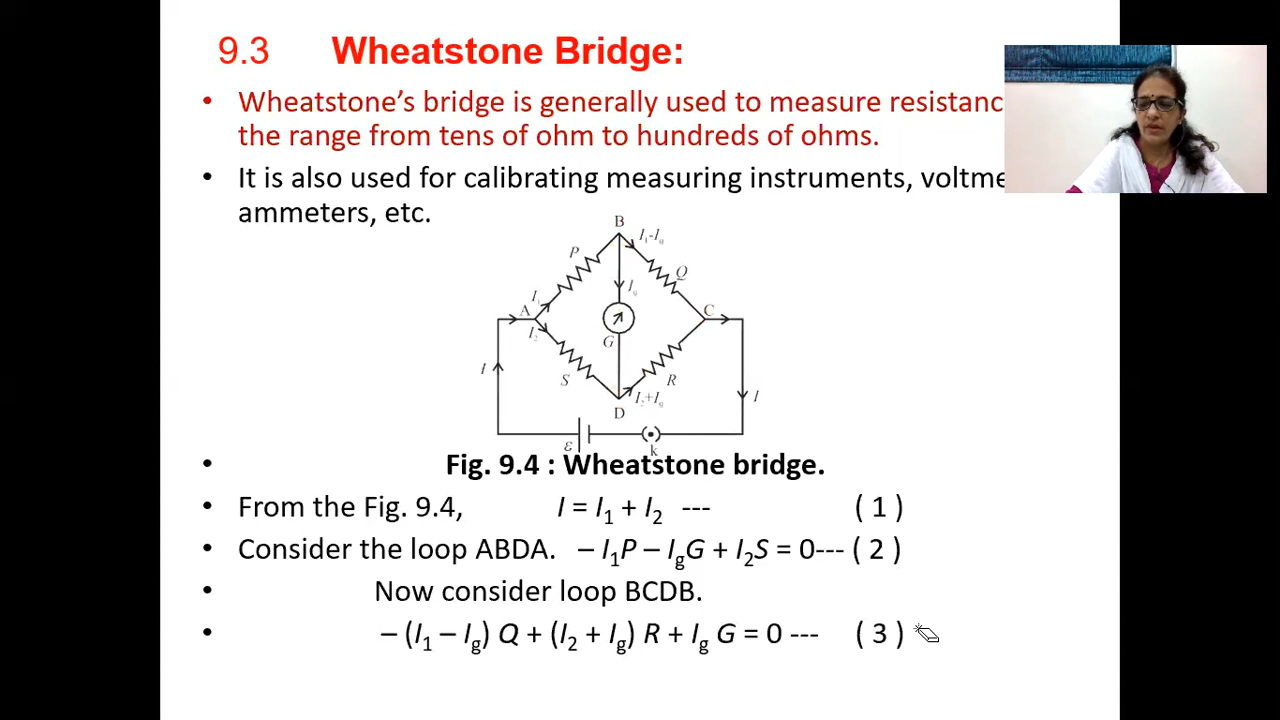 9.3 Wheatstone Bridge:
• Wheatstone's bridge is generally used to measure resistanc
the range from tens of ohm to hundreds of ohms.
• It is also used for calibrating measuring instruments, voltme
ammeters, etc.
B
I₁-Ig
P
Q
I₁
Ig
A
C
I₂
G
I
S
R
I₂+Ig
I
D
ε
k
• Fig. 9.4 : Wheatstone bridge.
• From the Fig. 9.4, I = I₁ + I₂ --- ( 1 )
• Consider the loop ABDA. – I₁P – IgG + I₂S = 0--- ( 2 )
• Now consider loop BCDB.
• – (I₁ – Ig) Q + (I₂ + Ig) R + Ig G = 0 --- ( 3 )